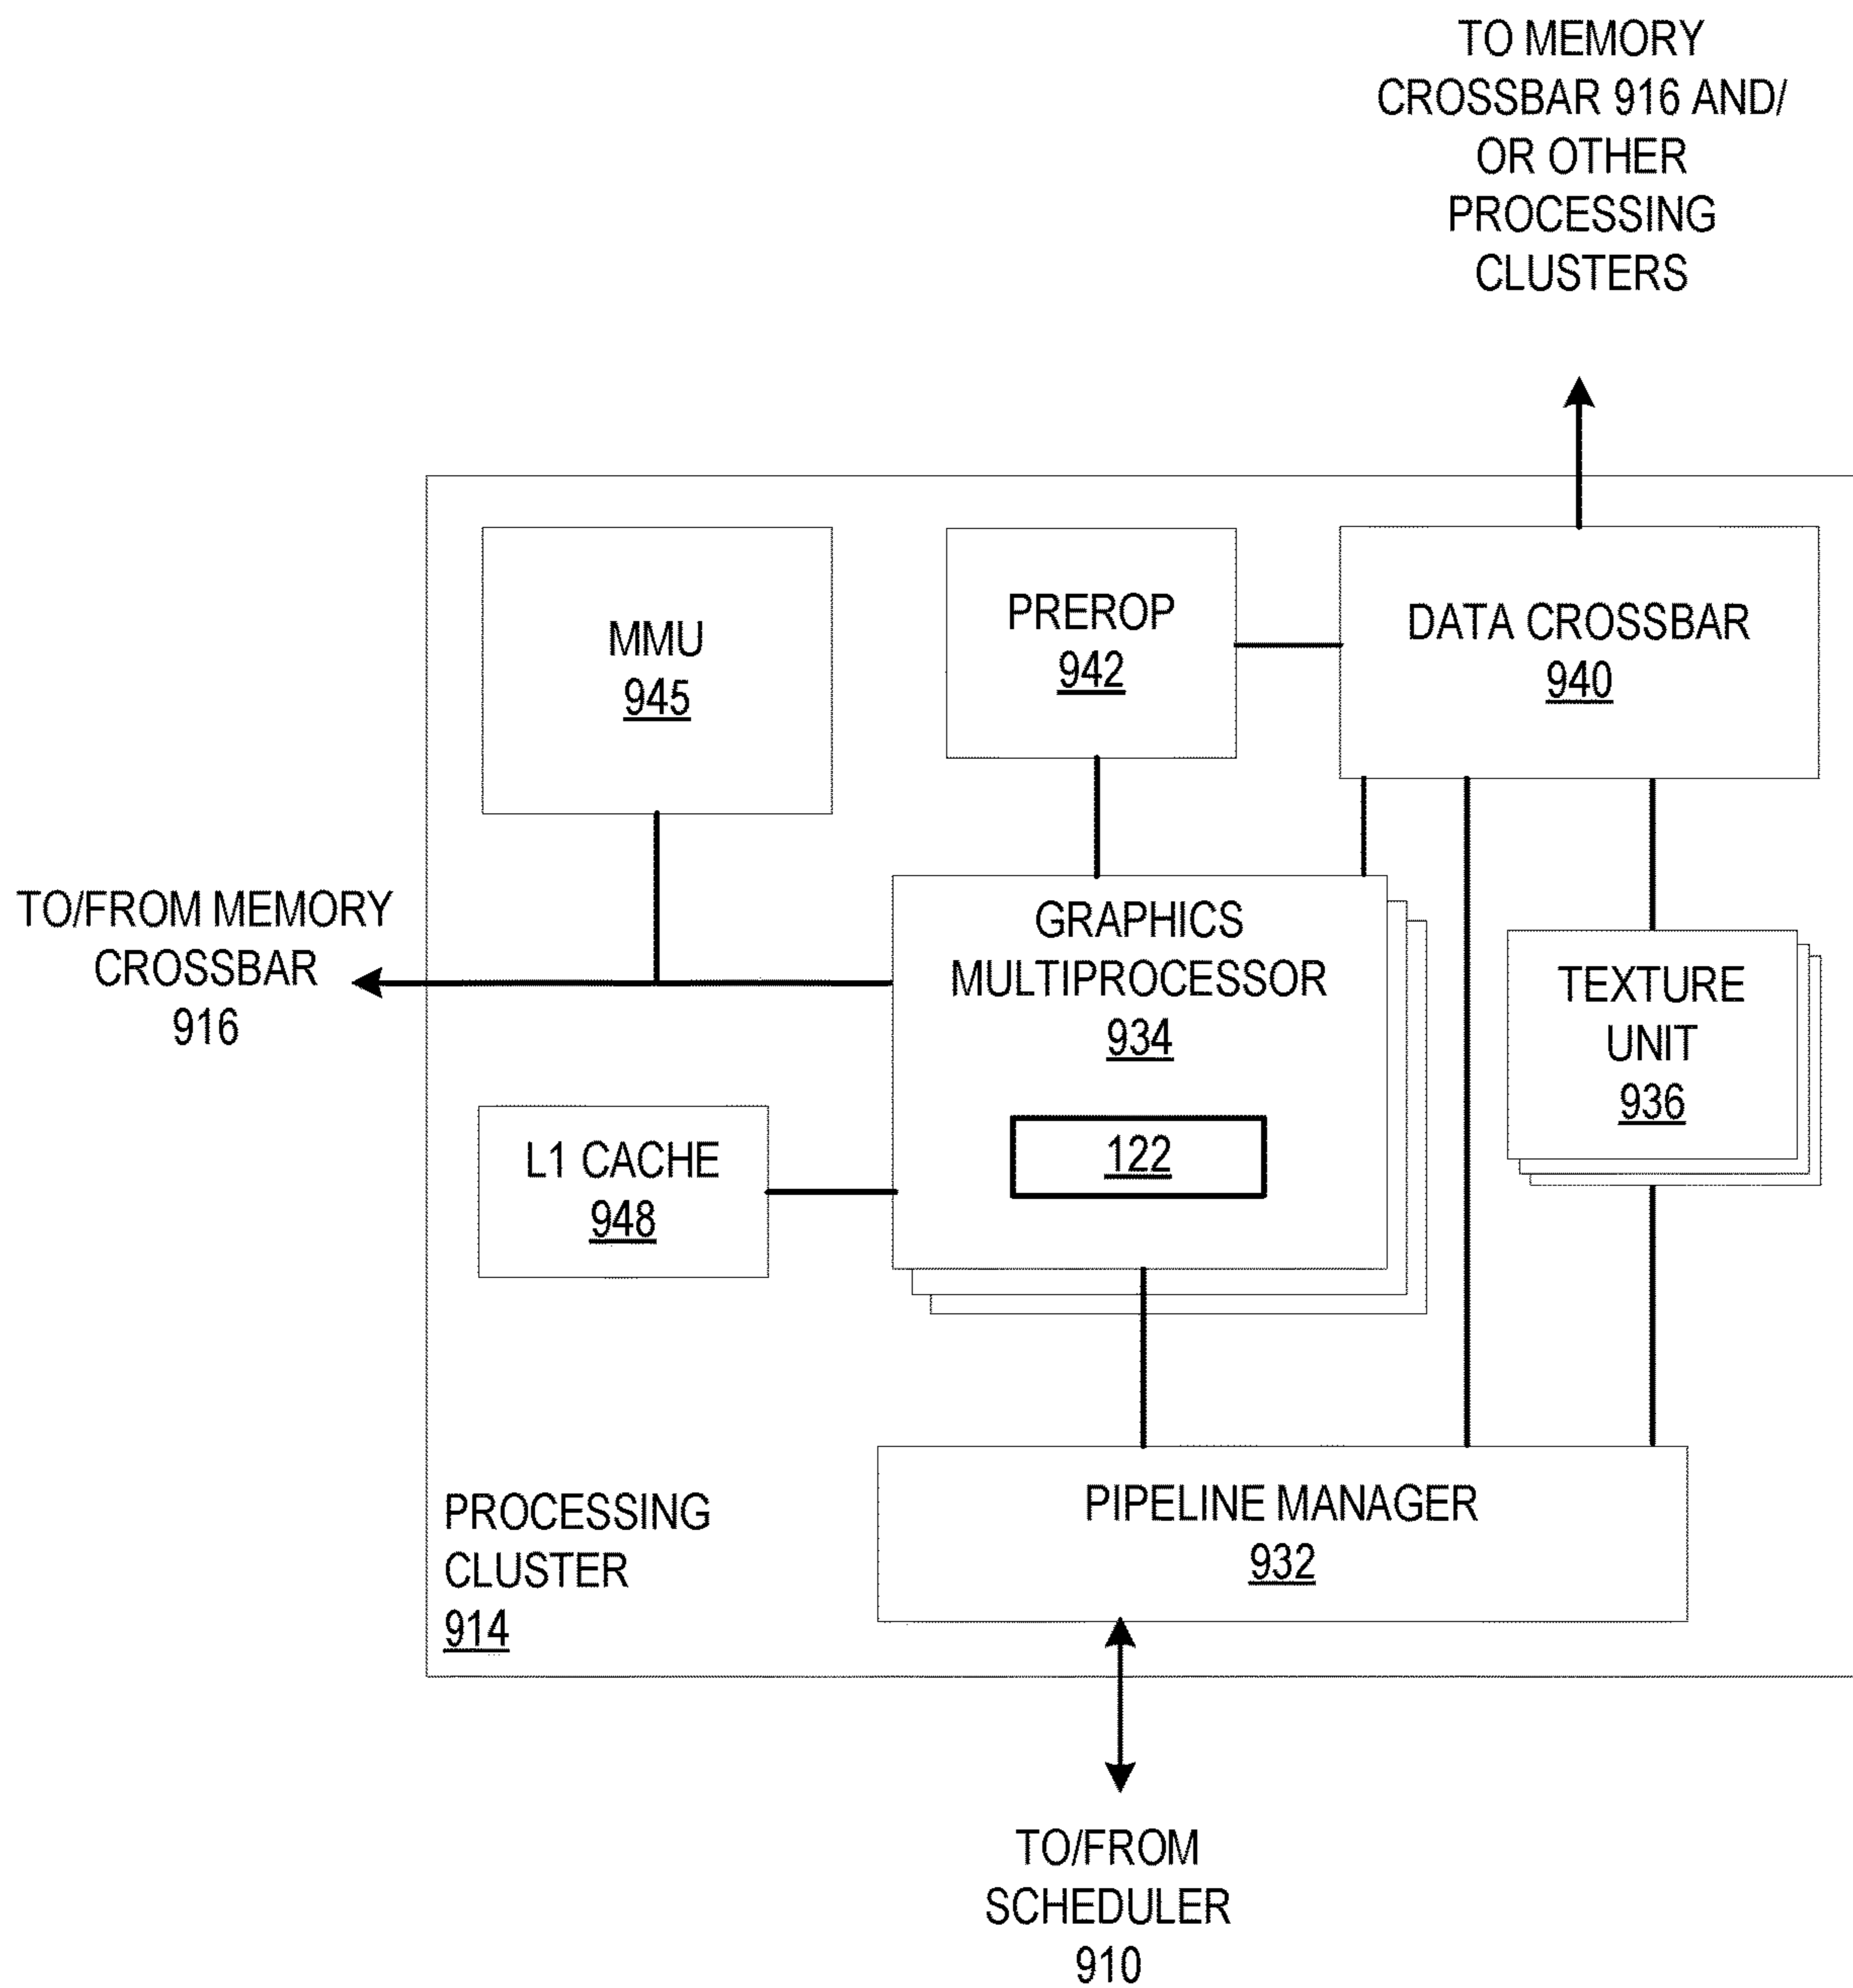 TO MEMORY
CROSSBAR 916 AND/
OR OTHER
PROCESSING
CLUSTERS
MMU
945
PREROP
942
DATA CROSSBAR
940
TO/FROM MEMORY
CROSSBAR
916
GRAPHICS
MULTIPROCESSOR
934
122
TEXTURE
UNIT
936
L1 CACHE
948
PIPELINE MANAGER
932
PROCESSING
CLUSTER
914
TO/FROM
SCHEDULER
910